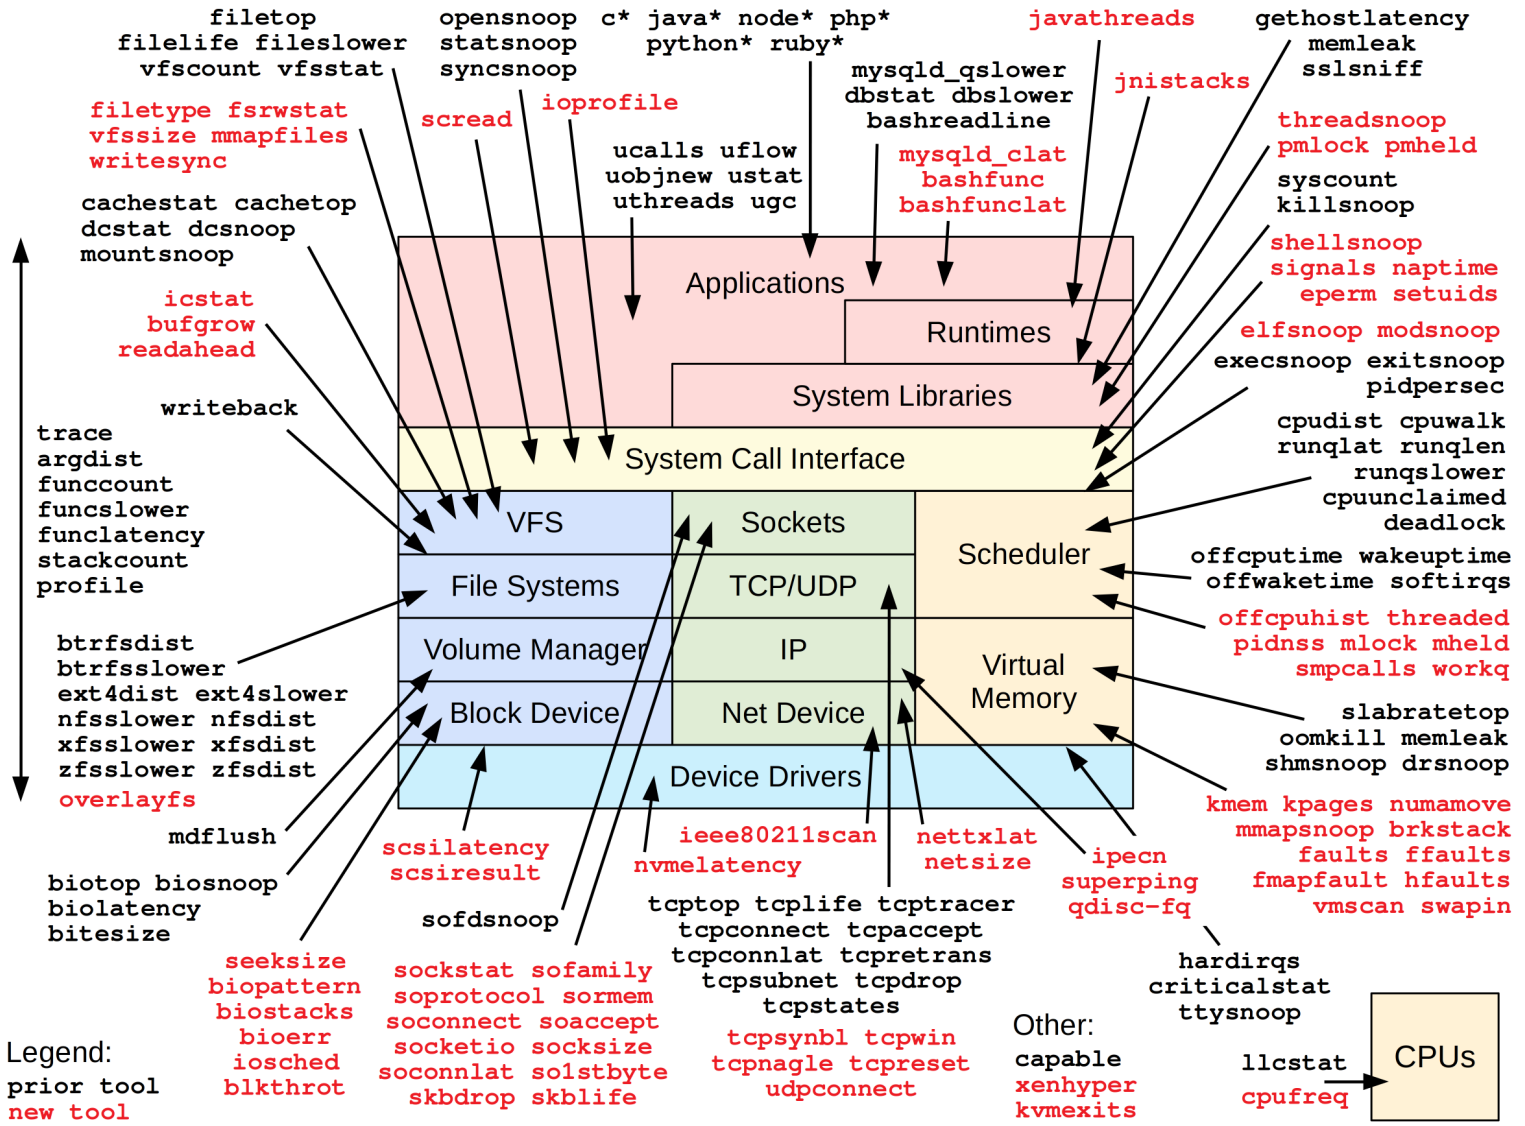 filetop
filelife fileslower
vfscount vfsstat
opensnoop
statsnoop
syncsnoop
c* java* node* php*
python* ruby*
javathreads
gethostlatency
memleak
sslsniff
filetype fsrwstat
vfssize mmapfiles
writesync
scread
ioprofile
mysqld_qslower
dbstat dbslower
bashreadline
jnistacks
ucalls uflow
uobjnew ustat
uthreads ugc
mysqld_clat
bashfunc
bashfunclat
threadsnoop
pmlock pmheld
syscount
killsnoop
cachestat cachetop
dcstat dcsnoop
mountsnoop
shellsnoop
signals naptime
eperm setuids
icstat
bufgrow
readahead
elfsnoop modsnoop
execsnoop exitsnoop
pidpersec
writeback
trace
argdist
funccount
funcslower
funclatency
stackcount
profile
cpudist cpuwalk
runqlat runqlen
runqslower
cpuunclaimed
deadlock
offcputime wakeuptime
offwaketime softirqs
offcpuhist threaded
pidnss mlock mheld
smpcalls workq
Applications
Runtimes
System Libraries
System Call Interface
VFS
Sockets
Scheduler
File Systems
TCP/UDP
Volume Manager
IP
Virtual
Memory
Block Device
Net Device
Device Drivers
btrfsdist
btrfsslower
ext4dist ext4slower
nfsslower nfsdist
xfsslower xfsdist
zfsslower zfsdist
overlayfs
mdflush
slabratetop
oomkill memleak
shmsnoop drsnoop
kmem kpages numamove
mmapsnoop brkstack
faults ffaults
fmapfault hfaults
vmscan swapin
biotop biosnoop
biolatency
bitesize
scsilatency
scsiresult
ieee80211scan
nvmelatency
nettxlat
netsize
ipecn
superping
qdisc-fq
sofdsnoop
tcptop tcplife tcptracer
tcpconnect tcpaccept
tcpconnlat tcpretrans
tcpsubnet tcpdrop
tcpstates
seeksize
biopattern
biostacks
bioerr
iosched
blkthrot
sockstat sofamily
soprotocol sormem
soconnect soaccept
socketio socksize
soconnlat so1stbyte
skbdrop skblife
tcpsynbl tcpwin
tcpnagle tcpreset
udpconnect
hardirqs
criticalstat
ttysnoop
Legend:
prior tool
new tool
Other:
capable
xenhyper
kvmexits
llcstat
cpufreq
CPUs